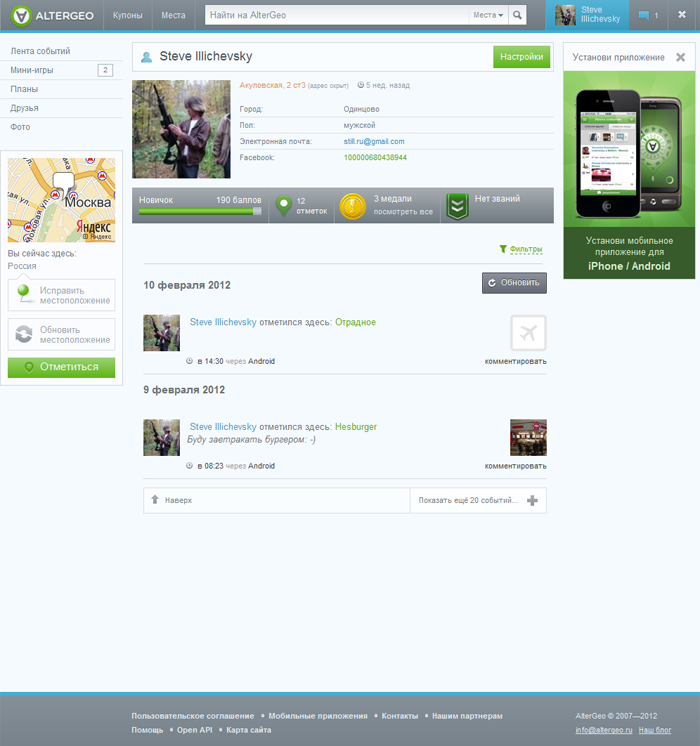 ALTERGEO
Купоны
Места
Найти на AlterGeo
Места
Steve
Illichevsky
1
Лента событий
Мини-игры
2
Планы
Друзья
Фото
Москва
Моховая ул.
Яндекс
© Яндекс
Вы сейчас здесь:
Россия
Исправить
местоположение
Обновить
местоположение
Отметиться
Steve Illichevsky
Настройки
Акуловская, 2 ст3 (адрес скрыт)
5 нед. назад
Город: Одинцово
Пол: мужской
Электронная почта: still.ru@gmail.com
Facebook: 100000680438944
Новичок 190 баллов
12
отметок
3 медали
посмотреть все
Нет званий
Фильтры
10 февраля 2012
Обновить
Steve Illichevsky отметился здесь: Отрадное
в 14:30 через Android
комментировать
9 февраля 2012
Steve Illichevsky отметился здесь: Hesburger
Буду завтракать бургером: -)
в 08:23 через Android
комментировать
Наверх
Показать ещё 20 событий...
Установи приложение
Установи мобильное
приложение для
iPhone / Android
Пользовательское соглашение • Мобильные приложения • Контакты • Нашим партнерам
Помощь • Open API • Карта сайта
AlterGeo © 2007—2012
info@altergeo.ru Наш блог